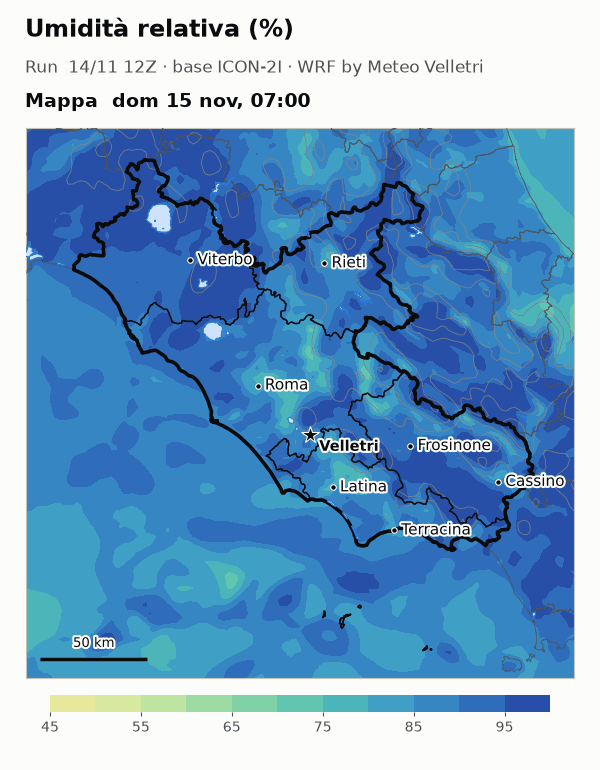 Umidità relativa (%)
Run  14/11 12Z · base ICON-2I · WRF by Meteo Velletri
Mappa  dom 15 nov, 07:00
Viterbo
Rieti
Roma
Velletri
Frosinone
Cassino
Latina
Terracina
50 km
45 55 65 75 85 95